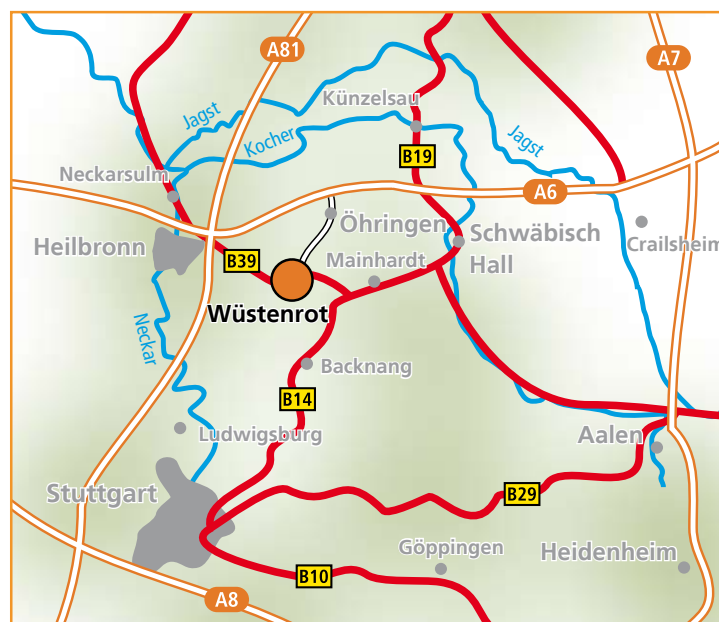 A81
A7
Künzelsau
Jagst
Kocher
Jagst
B19
Neckarsulm
A6
Öhringen
Schwäbisch
Hall
Crailsheim
Heilbronn
B39
Mainhardt
Wüstenrot
Neckar
Backnang
B14
Ludwigsburg
Aalen
Stuttgart
B29
Göppingen
Heidenheim
B10
A8